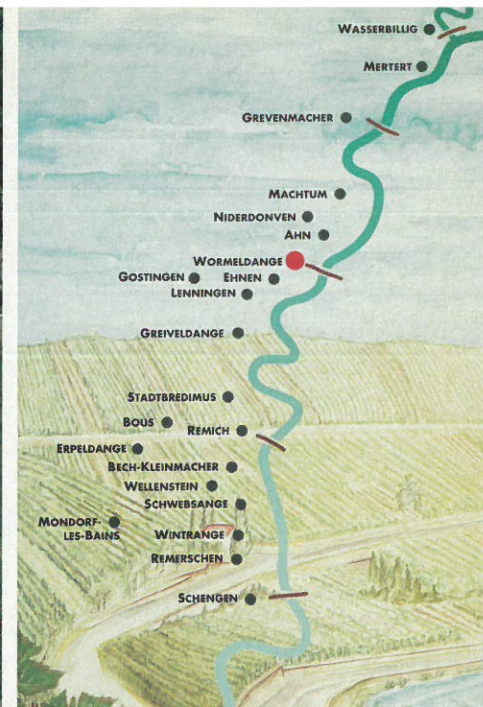 WASSERBILLIG
MERTERT
GREVENMACHER
MACHTUM
NIDERDONVEN
AHN
WORMELDANGE
GOSTINGEN EHNEN
LENNINGEN
GREIVELDANGE
STADTBREDIMUS
BOUS
REMICH
ERPELDANGE
BECH-KLEINMACHER
WELLENSTEIN
SCHWEBSANGE
MONDORF-
LES-BAINS
WINTRANGE
REMERSCHEN
SCHENGEN